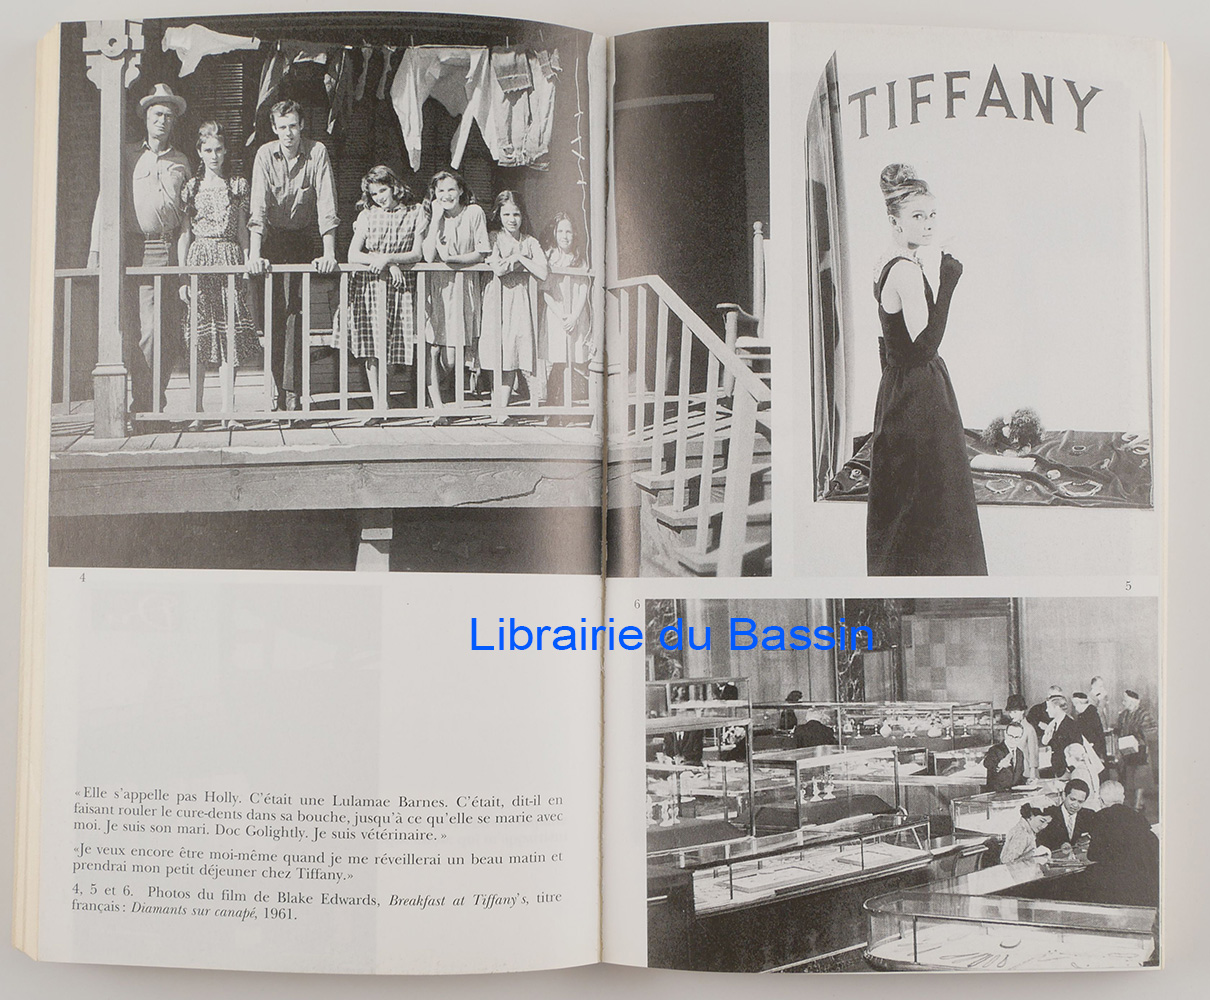 TIFFANY
4
5
6
Librairie du Bassin
« Elle s'appelle pas Holly. C'était une Lulamae Barnes. C'était, dit-il en
faisant rouler le cure-dents dans sa bouche, jusqu'à ce qu'elle se marie avec
moi. Je suis son mari. Doc Golightly. Je suis vétérinaire. »
«Je veux encore être moi-même quand je me réveillerai un beau matin et
prendrai mon petit déjeuner chez Tiffany.»
4, 5 et 6. Photos du film de Blake Edwards, Breakfast at Tiffany's, titre
français : Diamants sur canapé, 1961.